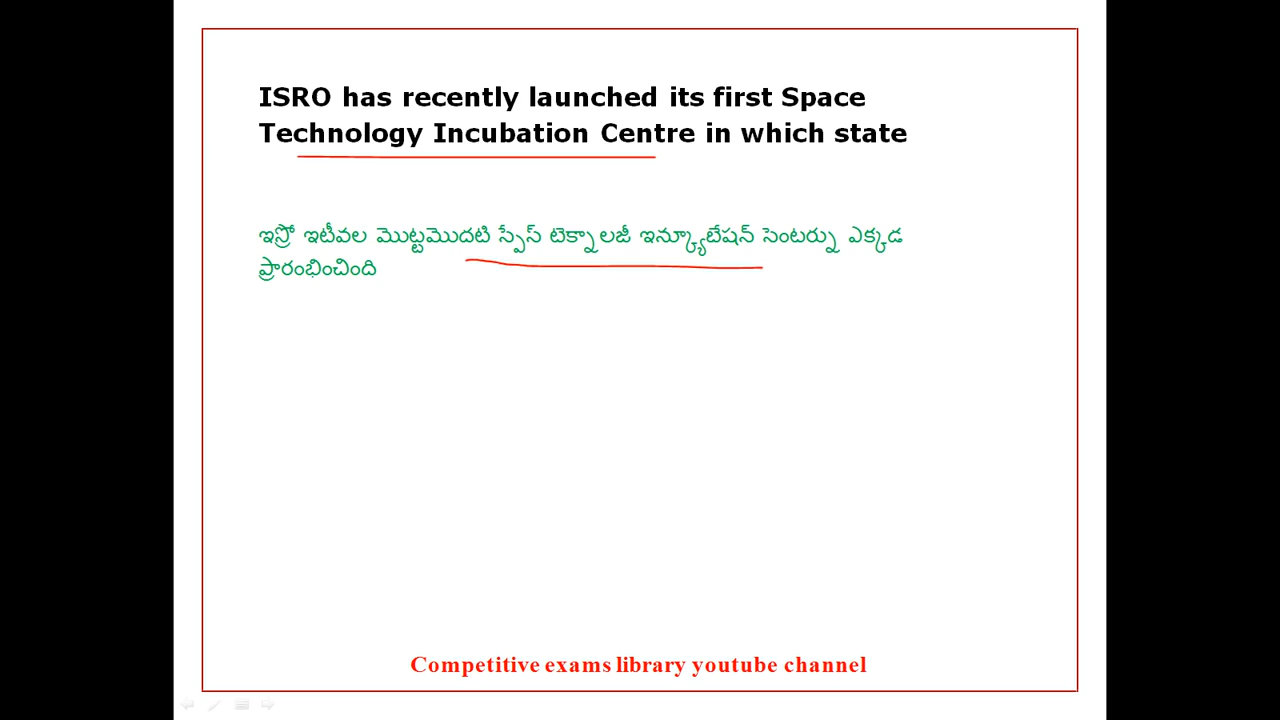 ISRO has recently launched its first Space
Technology Incubation Centre in which state
ఇస్రో ఇటీవల మొట్టమొదటి స్పేస్ టెక్నాలజీ ఇన్క్యూబేషన్ సెంటర్ను ఎక్కడ
ప్రారంభించింది
Competitive exams library youtube channel